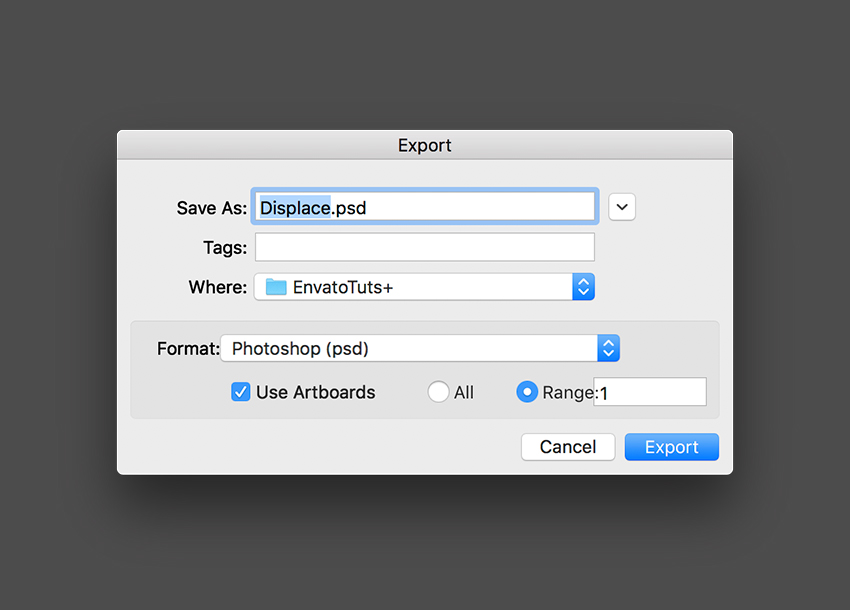 Export
Save As: Displace.psd
Tags:
Where: EnvatoTuts+
Format: Photoshop (psd)
Use Artboards All Range:1
Cancel Export